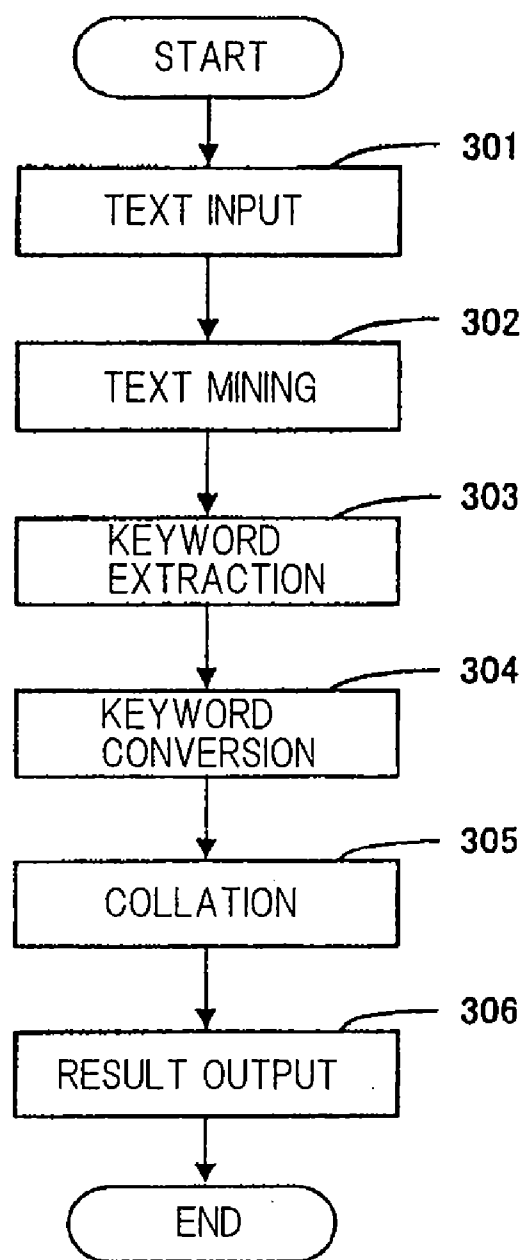 START
301
TEXT INPUT
302
TEXT MINING
303
KEYWORD
EXTRACTION
304
KEYWORD
CONVERSION
305
COLLATION
306
RESULT OUTPUT
END